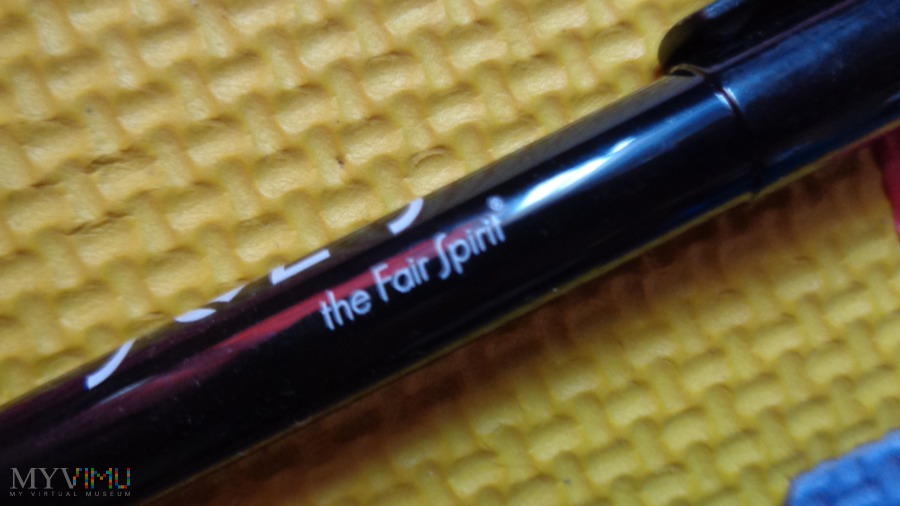 the Fair Spirit®
MYVIMU
MY VIRTUAL MUSEUM